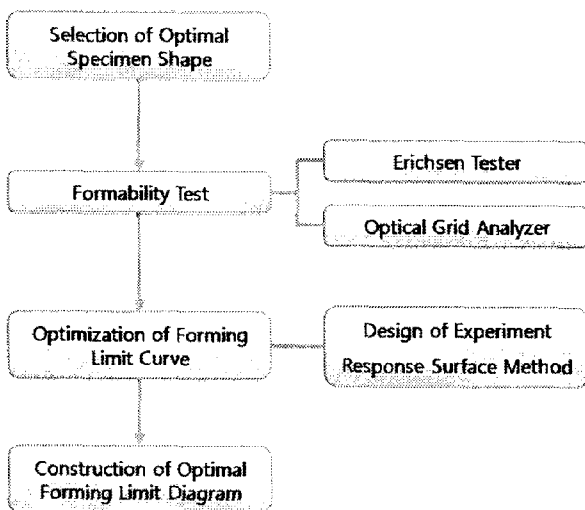 Selection of Optimal
Specimen Shape
Formability Test
Erichsen Tester
Optical Grid Analyzer
Optimization of Forming
Limit Curve
Design of Experiment
Response Surface Method
Construction of Optimal
Forming Limit Diagram